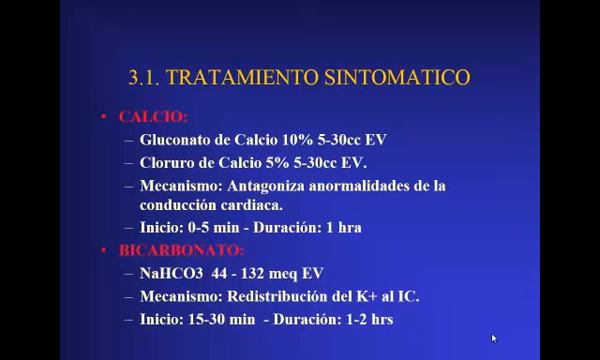 3.1. TRATAMIENTO SINTOMATICO
• CALCIO:
– Gluconato de Calcio 10% 5-30cc EV
– Cloruro de Calcio 5% 5-30cc EV.
– Mecanismo: Antagoniza anormalidades de la
conducción cardiaca.
– Inicio: 0-5 min - Duración: 1 hra
• BICARBONATO:
– NaHCO3 44 - 132 meq EV
– Mecanismo: Redistribución del K+ al IC.
– Inicio: 15-30 min - Duración: 1-2 hrs